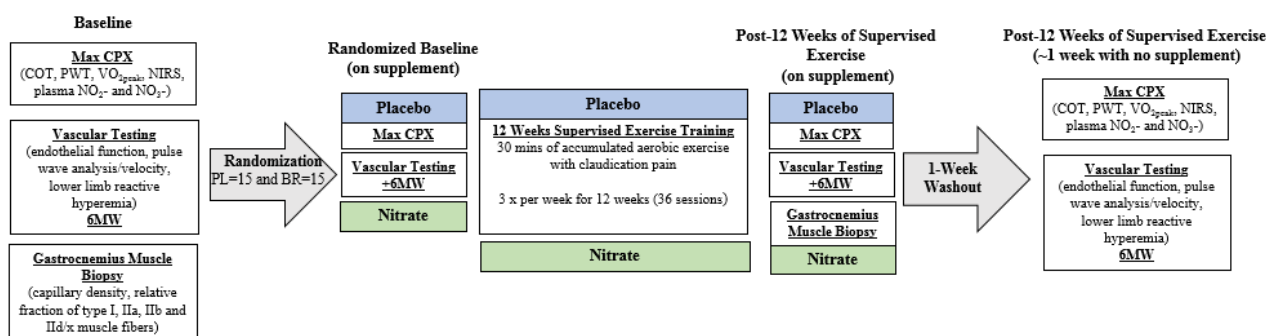 Baseline
Max CPX
(COT, PWT, VO2peak, NIRS,
plasma NO2- and NO3-)
Vascular Testing
(endothelial function, pulse
wave analysis/velocity,
lower limb reactive
hyperemia)
6MW
Gastrocnemius Muscle
Biopsy
(capillary density, relative
fraction of type I, IIa, IIb and
IId/x muscle fibers)
Randomization
PL=15 and BR=15
Randomized Baseline
(on supplement)
Placebo
Max CPX
Vascular Testing
+6MW
Nitrate
Placebo
12 Weeks Supervised Exercise Training
30 mins of accumulated aerobic exercise
with claudication pain
3 x per week for 12 weeks (36 sessions)
Nitrate
Post-12 Weeks of Supervised
Exercise
(on supplement)
Placebo
Max CPX
Vascular Testing
+6MW
Gastrocnemius
Muscle Biopsy
Nitrate
1-Week
Washout
Post-12 Weeks of Supervised Exercise
(~1 week with no supplement)
Max CPX
(COT, PWT, VO2peak, NIRS,
plasma NO2- and NO3-)
Vascular Testing
(endothelial function, pulse
wave analysis/velocity,
lower limb reactive
hyperemia)
6MW